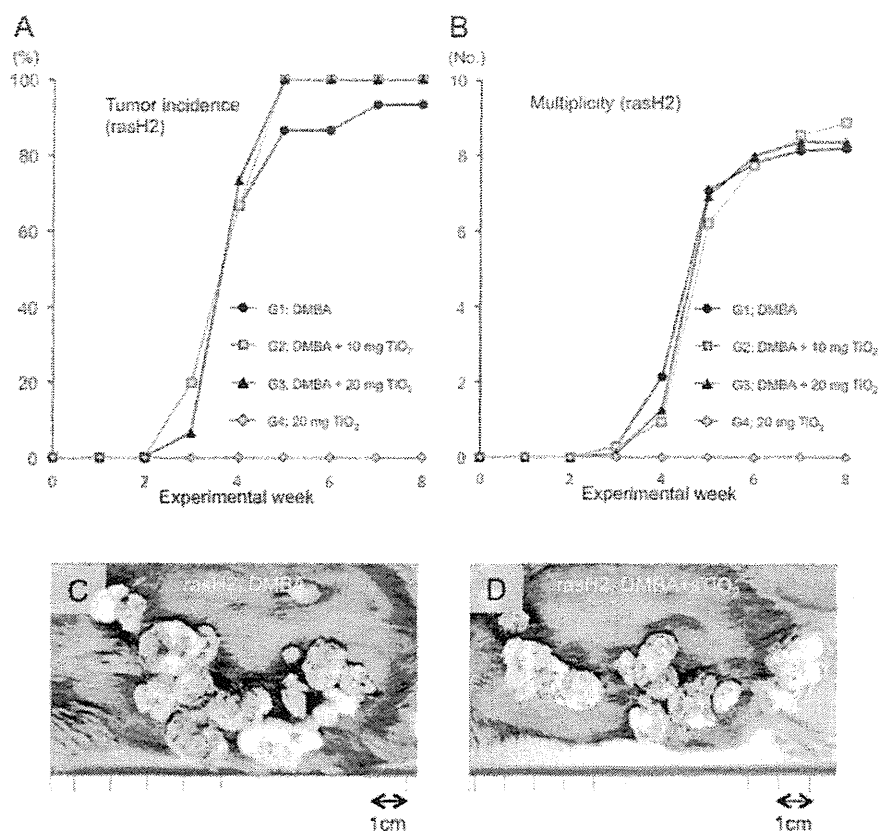 A
(%)
100
80
60
40
20
0
Tumor incidence
(rasH2)
G1; DMBA
G2; DMBA + 10 mg TiO2
G3; DMBA + 20 mg TiO2
G4; 20 mg TiO2
0 2 4 6 8
Experimental week
B
(No.)
10
8
6
4
2
0
Multiplicity (rasH2)
G1; DMBA
G2; DMBA + 10 mg TiO2
G3; DMBA + 20 mg TiO2
G4; 20 mg TiO2
0 2 4 6 8
Experimental week
C
rasH2: DMBA
1cm
D
rasH2: DMBA+TiO2
1cm